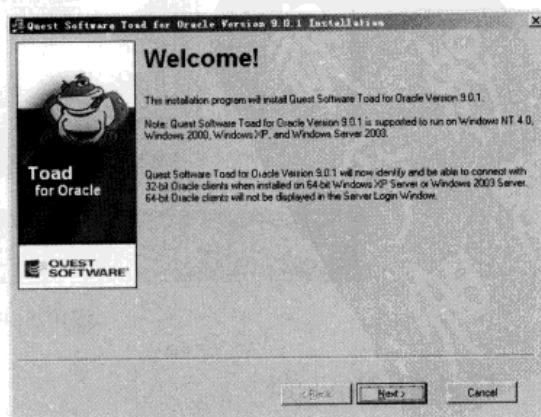 Quest Software Toad for Oracle Version 9.0.1 Installation
Welcome!
This installation program will install Quest Software Toad for Oracle Version 9.0.1.
Note: Quest Software Toad for Oracle Version 9.0.1 is supported to run on Windows NT 4.0,
Windows 2000, Windows XP, and Windows Server 2003.
Quest Software Toad for Oracle Version 9.0.1 will now identify and be able to connect with
32-bit Oracle clients when installed on 64-bit Windows XP Server or Windows 2003 Server.
64-bit Oracle clients will not be displayed in the Server Login Window.
Toad
for Oracle
QUEST
SOFTWARE
< Back
Next >
Cancel